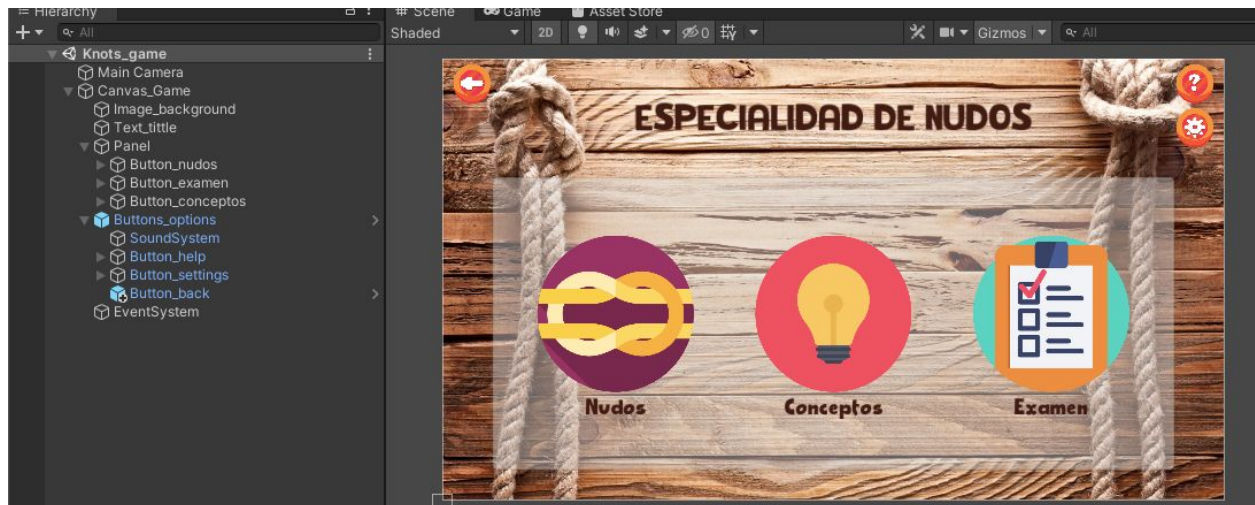 Hierarchy
All
Knots_game
Main Camera
Canvas_Game
Image_background
Text_tittle
Panel
Button_nudos
Button_examen
Button_conceptos
Buttons_options
SoundSystem
Button_help
Button_settings
Button_back
EventSystem
Scene Game Asset Store
Shaded 2D 0 Gizmos All
ESPECIALIDAD DE NUDOS
?
Nudos Conceptos Examen